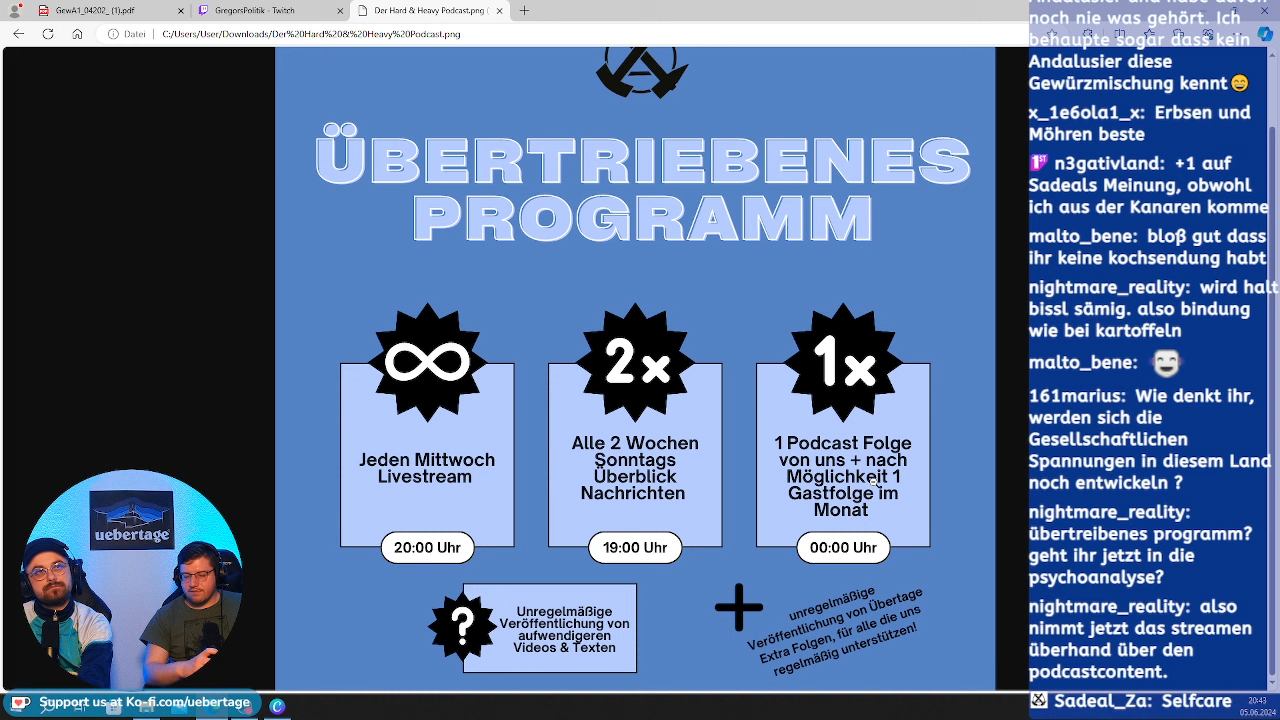 GewA1_04202_ (1).pdf
GregorsPolitik - Twitch
Der Hard & Heavy Podcast.png (
Datei
C:/Users/User/Downloads/Der%20Hard%20&%20Heavy%20Podcast.png
ÜBERTRIEBENES
PROGRAMM
∞
Jeden Mittwoch
Livestream
20:00 Uhr
2x
Alle 2 Wochen
Sonntags
Überblick
Nachrichten
19:00 Uhr
1x
1 Podcast Folge
von uns + nach
Möglichkeit 1
Gastfolge im
Monat
00:00 Uhr
?
Unregelmäßige
Veröffentlichung von
aufwendigeren
Videos & Texten
+
unregelmäßige
Veröffentlichung von Übertage
Extra Folgen, für alle die uns
regelmäßig unterstützen!
uebertage
Support us at Ko-fi.com/uebertage
noch nie was gehört. Ich
behaupte sogar dass kein
Andalusier diese
Gewürzmischung kennt
x_1e6ola1_x: Erbsen und
Möhren beste
1ST n3gativland: +1 auf
Sadeals Meinung, obwohl
ich aus der Kanaren komme
malto_bene: bloß gut dass
ihr keine kochsendung habt
nightmare_reality: wird halt
bissl sämig. also bindung
wie bei kartoffeln
malto_bene:
161marius: Wie denkt ihr,
werden sich die
Gesellschaftlichen
Spannungen in diesem Land
noch entwickeln ?
nightmare_reality:
übertreibenes programm?
geht ihr jetzt in die
psychoanalyse?
nightmare_reality: also
nimmt jetzt das streamen
überhand über den
podcastcontent.
Sadeal_Za: Selfcare
20:43
05.06.2024